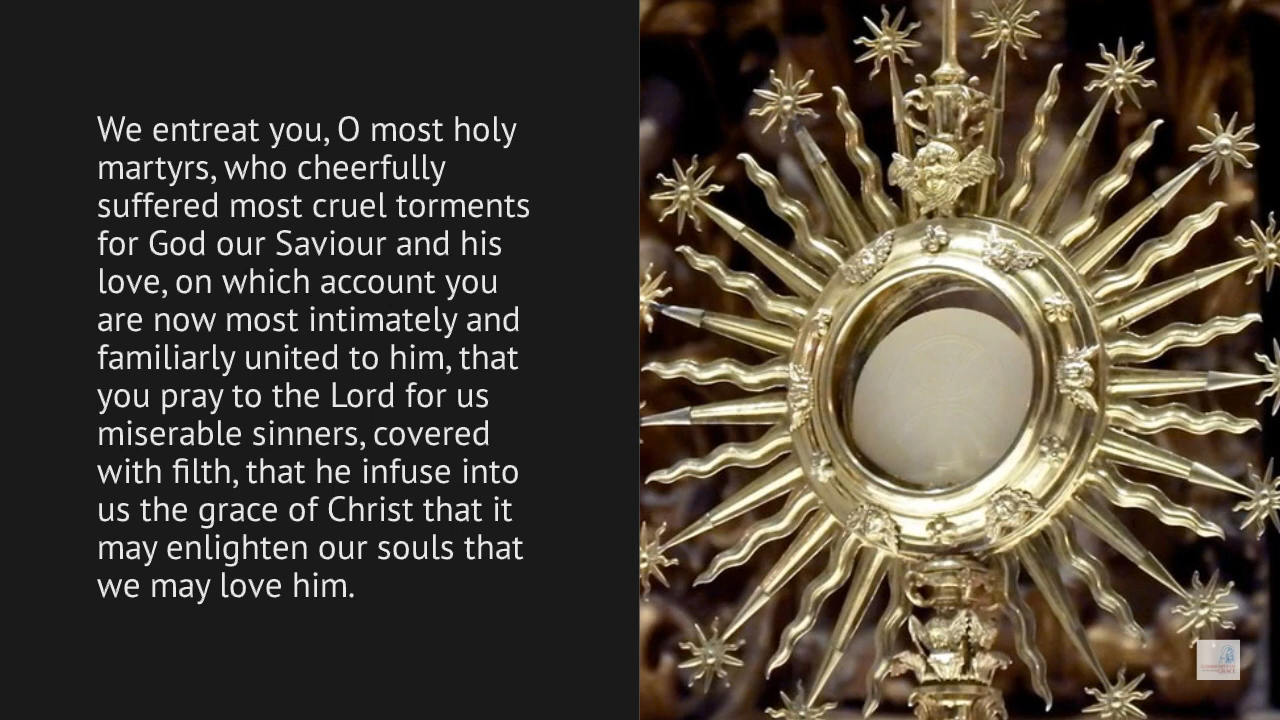 We entreat you, O most holy
martyrs, who cheerfully
suffered most cruel torments
for God our Saviour and his
love, on which account you
are now most intimately and
familiarly united to him, that
you pray to the Lord for us
miserable sinners, covered
with filth, that he infuse into
us the grace of Christ that it
may enlighten our souls that
we may love him.